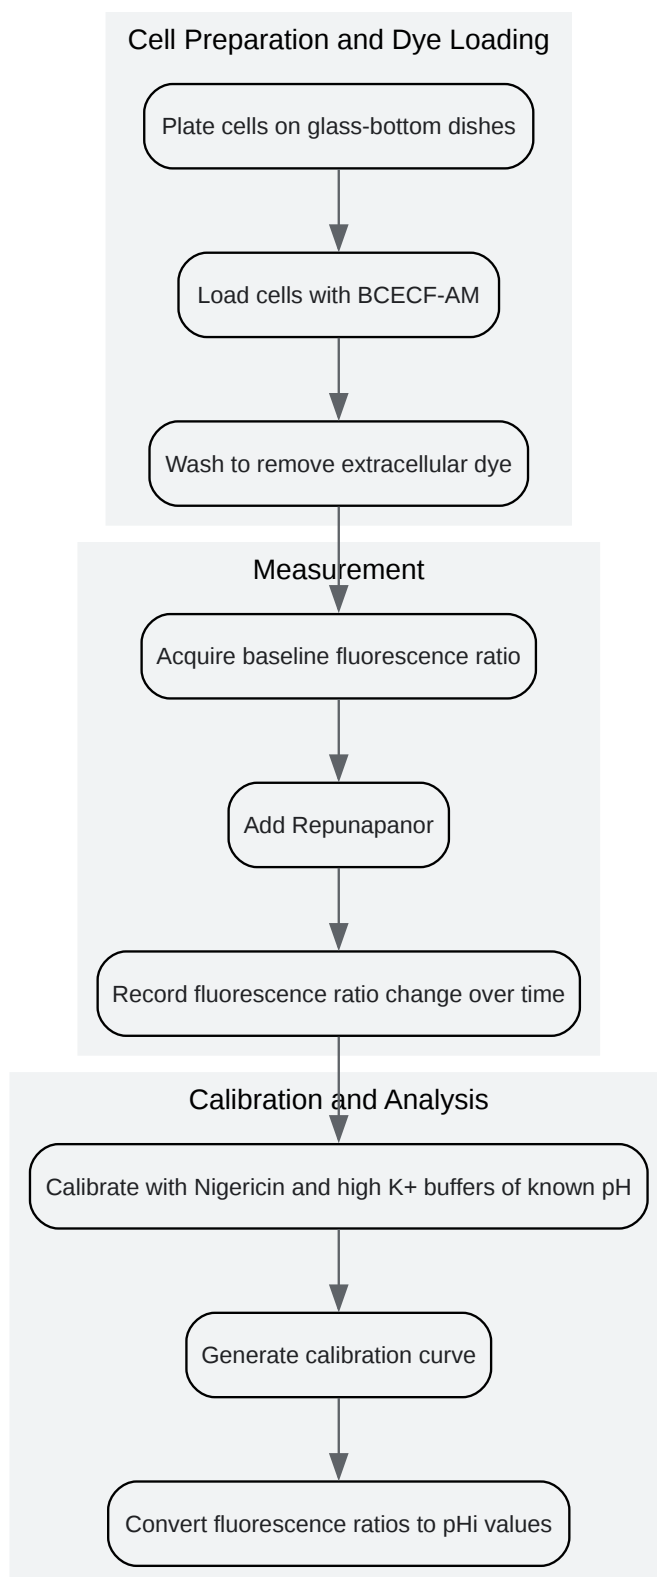 Cell Preparation and Dye Loading
Plate cells on glass-bottom dishes
Load cells with BCECF-AM
Wash to remove extracellular dye
Measurement
Acquire baseline fluorescence ratio
Add Repunapanor
Record fluorescence ratio change over time
Calibration and Analysis
Calibrate with Nigericin and high K+ buffers of known pH
Generate calibration curve
Convert fluorescence ratios to pHi values